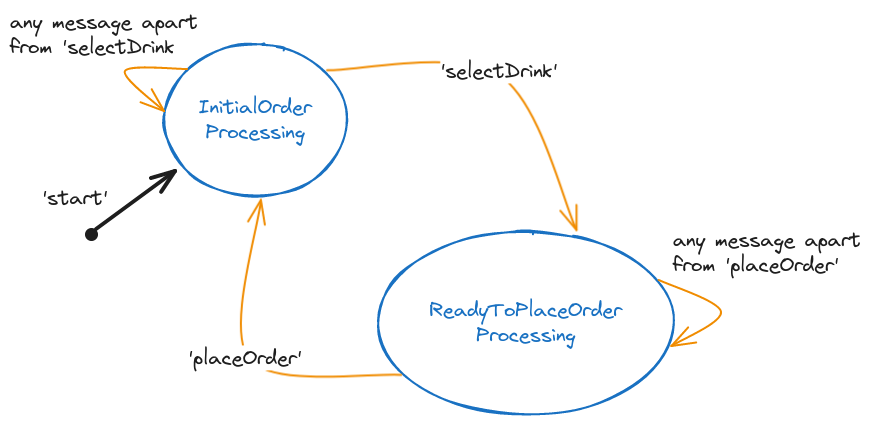 any message apart
from 'selectDrink
'selectDrink'
InitialOrder
Processing
'start'
any message apart
from 'placeOrder'
ReadyToPlaceOrder
Processing
'placeOrder'